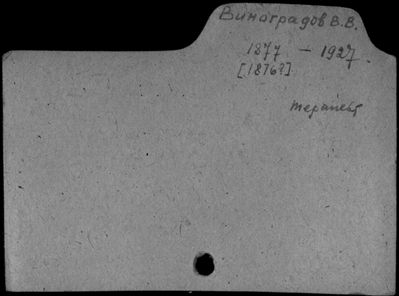 Виноградов В.В.
1877 - 1927.
[1876?]
терапевт